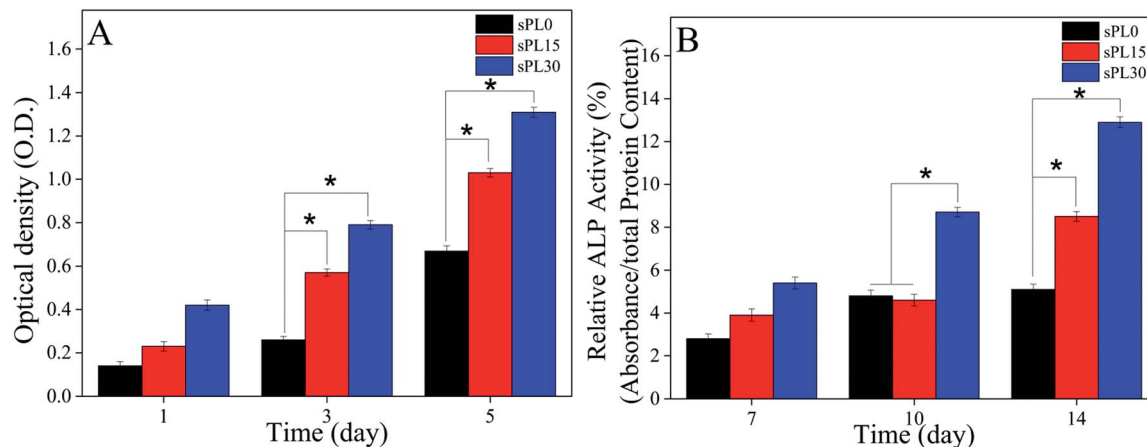 A
sPL0
sPL15
sPL30
Optical density (O.D.)
1.6
1.4
1.2
1.0
0.8
0.6
0.4
0.2
0.0
*
*
*
*
1
3
5
Time (day)
B
sPL0
sPL15
sPL30
Relative ALP Activity (%)
(Absorbance/total Protein Content)
16
14
12
10
8
6
4
2
0
*
*
*
7
10
14
Time (day)